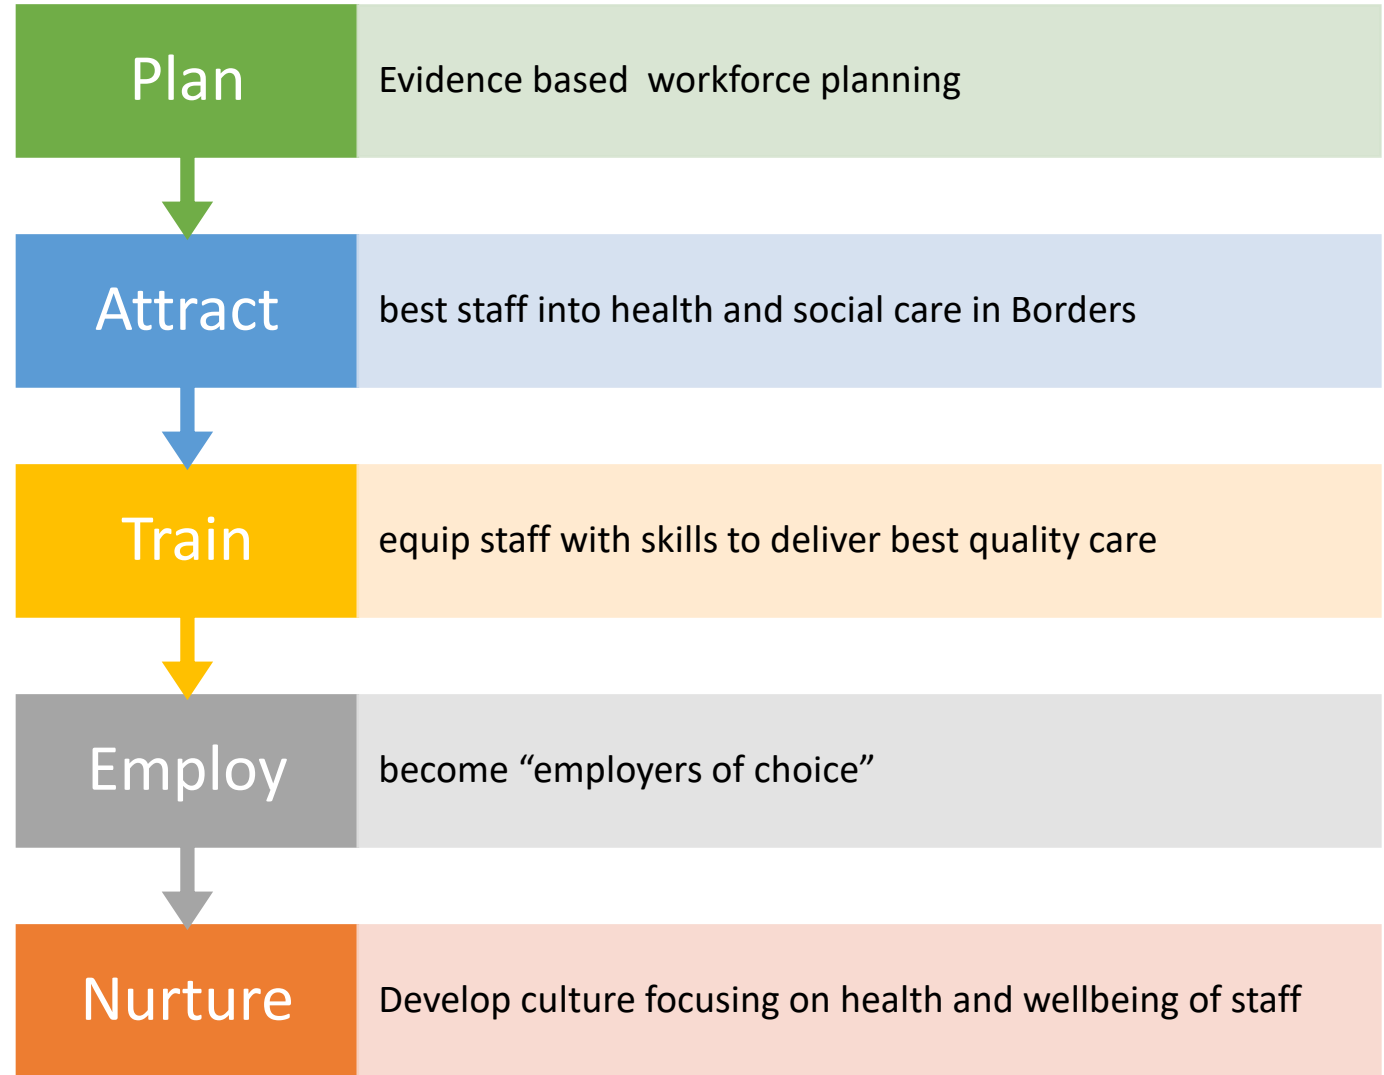 Plan
Evidence based  workforce planning
Attract
best staff into health and social care in Borders
Train
equip staff with skills to deliver best quality care
Employ
become “employers of choice”
Nurture
Develop culture focusing on health and wellbeing of staff